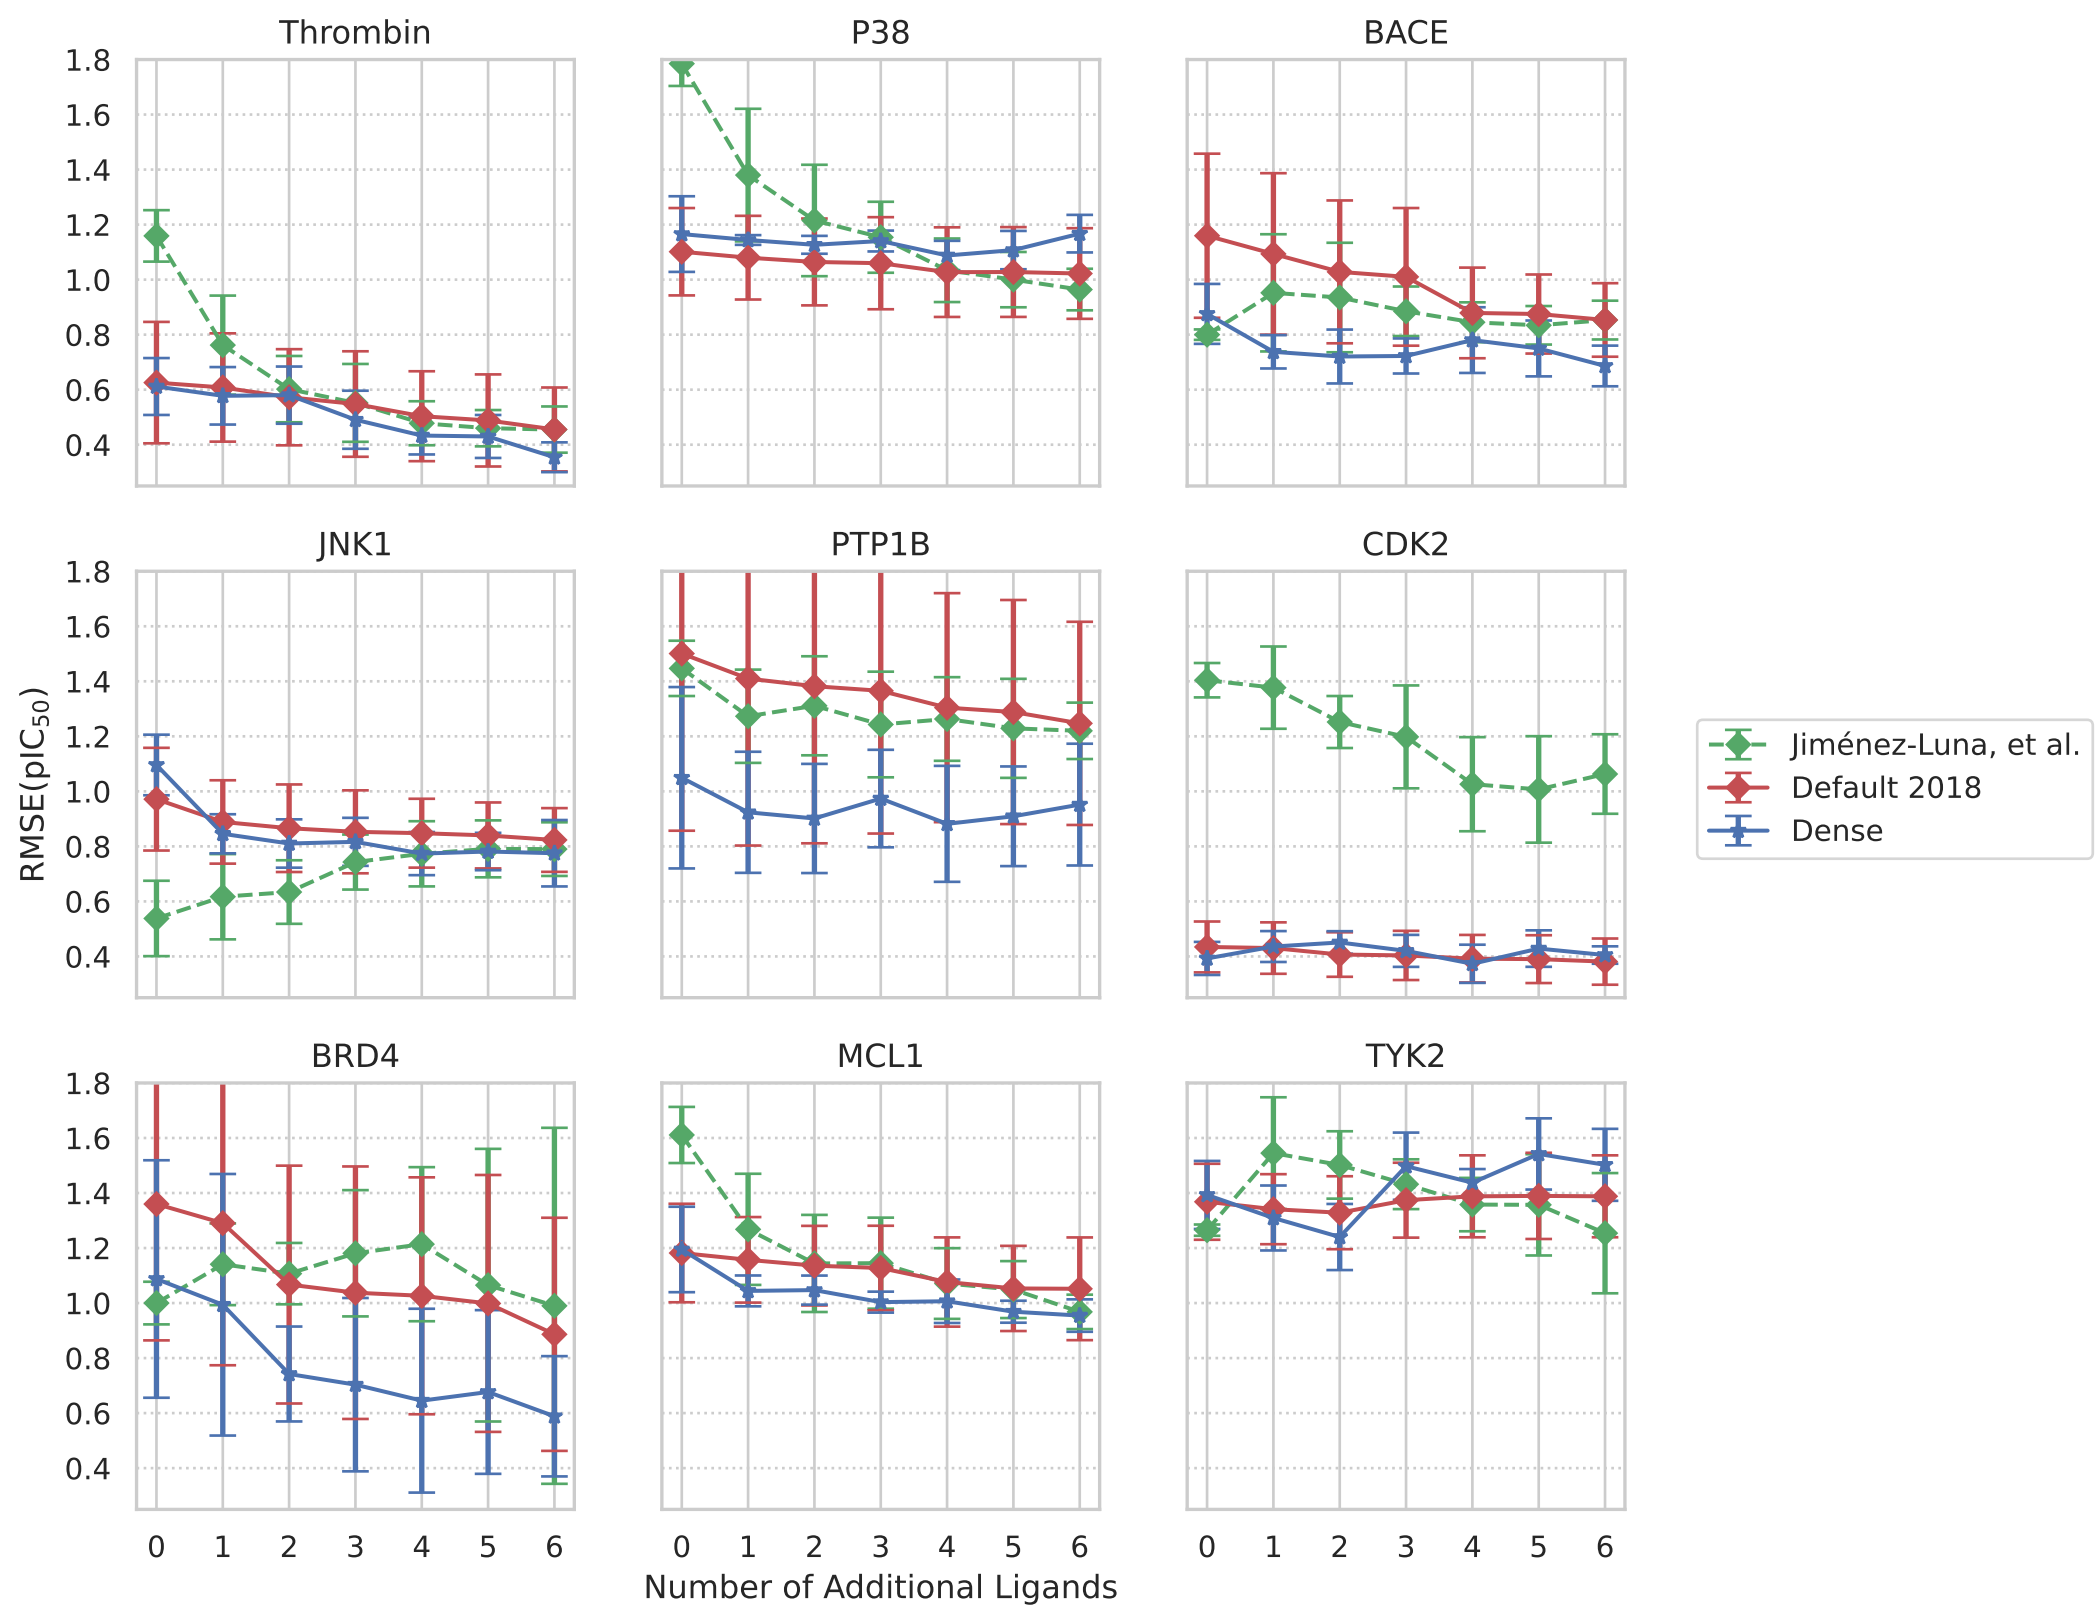 Thrombin P38 BACE
1.8
1.6
1.4
1.2
1.0
0.8
0.6
0.4
JNK1 PTP1B CDK2
1.8
1.6
1.4
1.2
1.0
0.8
0.6
0.4
RMSE(pIC₅₀)
Jiménez-Luna, et al.
Default 2018
Dense
BRD4 MCL1 TYK2
1.8
1.6
1.4
1.2
1.0
0.8
0.6
0.4
0 1 2 3 4 5 6 0 1 2 3 4 5 6 0 1 2 3 4 5 6
Number of Additional Ligands